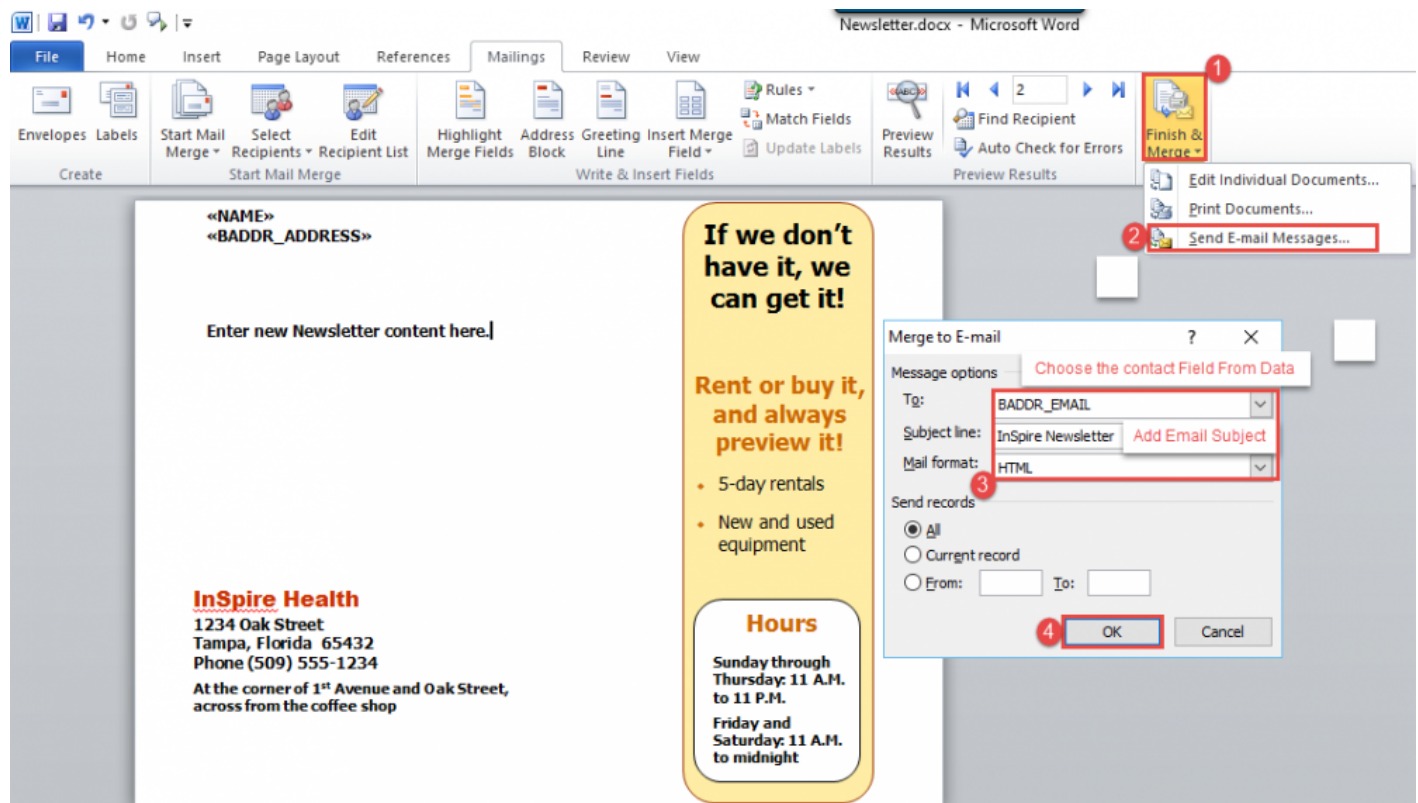 Newsletter.docx - Microsoft Word
File Home Insert Page Layout References Mailings Review View
1
Envelopes Labels
Create
Start Mail Merge
Select Recipients
Edit Recipient List
Start Mail Merge
Highlight Merge Fields
Address Block
Greeting Line
Insert Merge Field
Rules
Match Fields
Update Labels
Write & Insert Fields
ABC
Preview Results
2
Find Recipient
Auto Check for Errors
Preview Results
Finish & Merge
Edit Individual Documents...
Print Documents...
2 Send E-mail Messages...
«NAME»
«BADDR_ADDRESS»
Enter new Newsletter content here.
InSpire Health
1234 Oak Street
Tampa, Florida 65432
Phone (509) 555-1234
At the corner of 1st Avenue and Oak Street,
across from the coffee shop
If we don't
have it, we
can get it!
Rent or buy it,
and always
preview it!
• 5-day rentals
• New and used
equipment
Hours
Sunday through
Thursday: 11 A.M.
to 11 P.M.
Friday and
Saturday: 11 A.M.
to midnight
Merge to E-mail ? X
Message options
Choose the contact Field From Data
To: BADDR_EMAIL
Subject line: InSpire Newsletter
Add Email Subject
Mail format: HTML
3
Send records
All
Current record
From: To:
4 OK Cancel